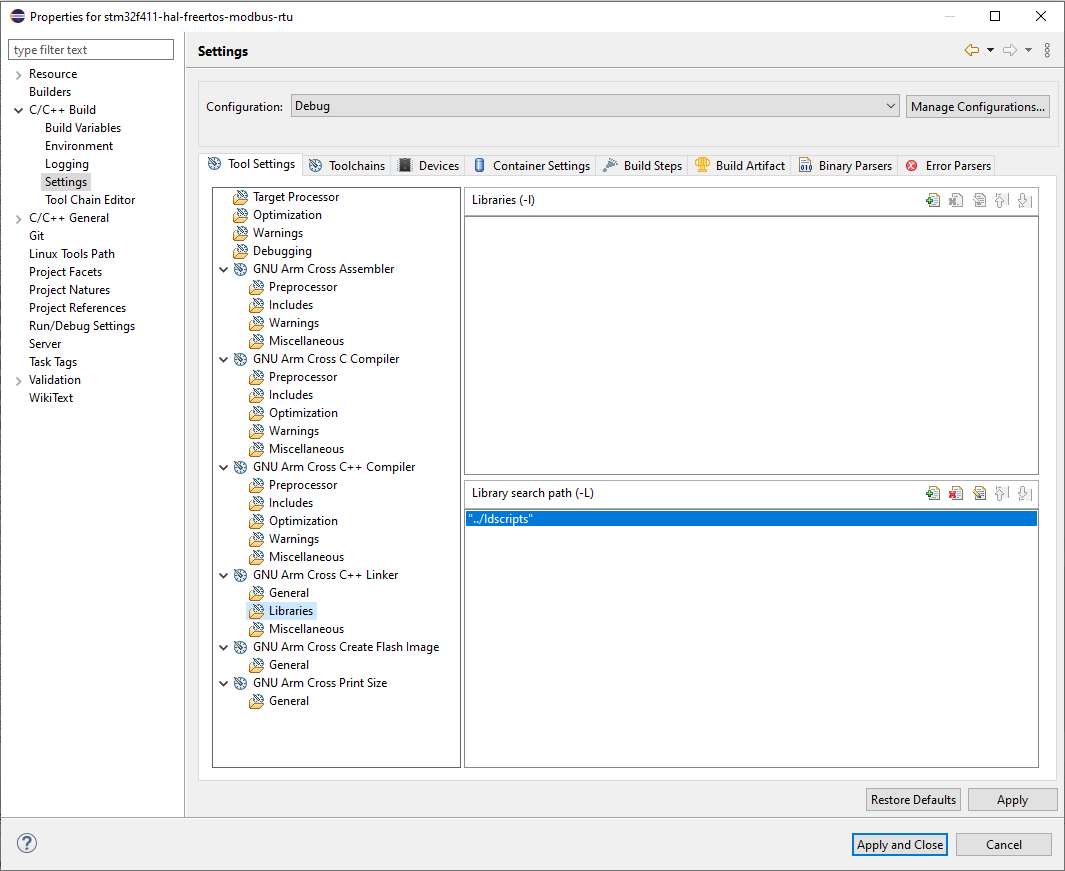 Properties for stm32f411-hal-freertos-modbus-rtu
type filter text
Resource
Builders
C/C++ Build
Build Variables
Environment
Logging
Settings
Tool Chain Editor
C/C++ General
Git
Linux Tools Path
Project Facets
Project Natures
Project References
Run/Debug Settings
Server
Task Tags
Validation
WikiText
Settings
Configuration: Debug Manage Configurations...
Tool Settings Toolchains Devices Container Settings Build Steps Build Artifact Binary Parsers Error Parsers
Target Processor
Optimization
Warnings
Debugging
GNU Arm Cross Assembler
Preprocessor
Includes
Warnings
Miscellaneous
GNU Arm Cross C Compiler
Preprocessor
Includes
Optimization
Warnings
Miscellaneous
GNU Arm Cross C++ Compiler
Preprocessor
Includes
Optimization
Warnings
Miscellaneous
GNU Arm Cross C++ Linker
General
Libraries
Miscellaneous
GNU Arm Cross Create Flash Image
General
GNU Arm Cross Print Size
General
Libraries (-l)
Library search path (-L)
"../ldscripts"
Restore Defaults Apply
? Apply and Close Cancel